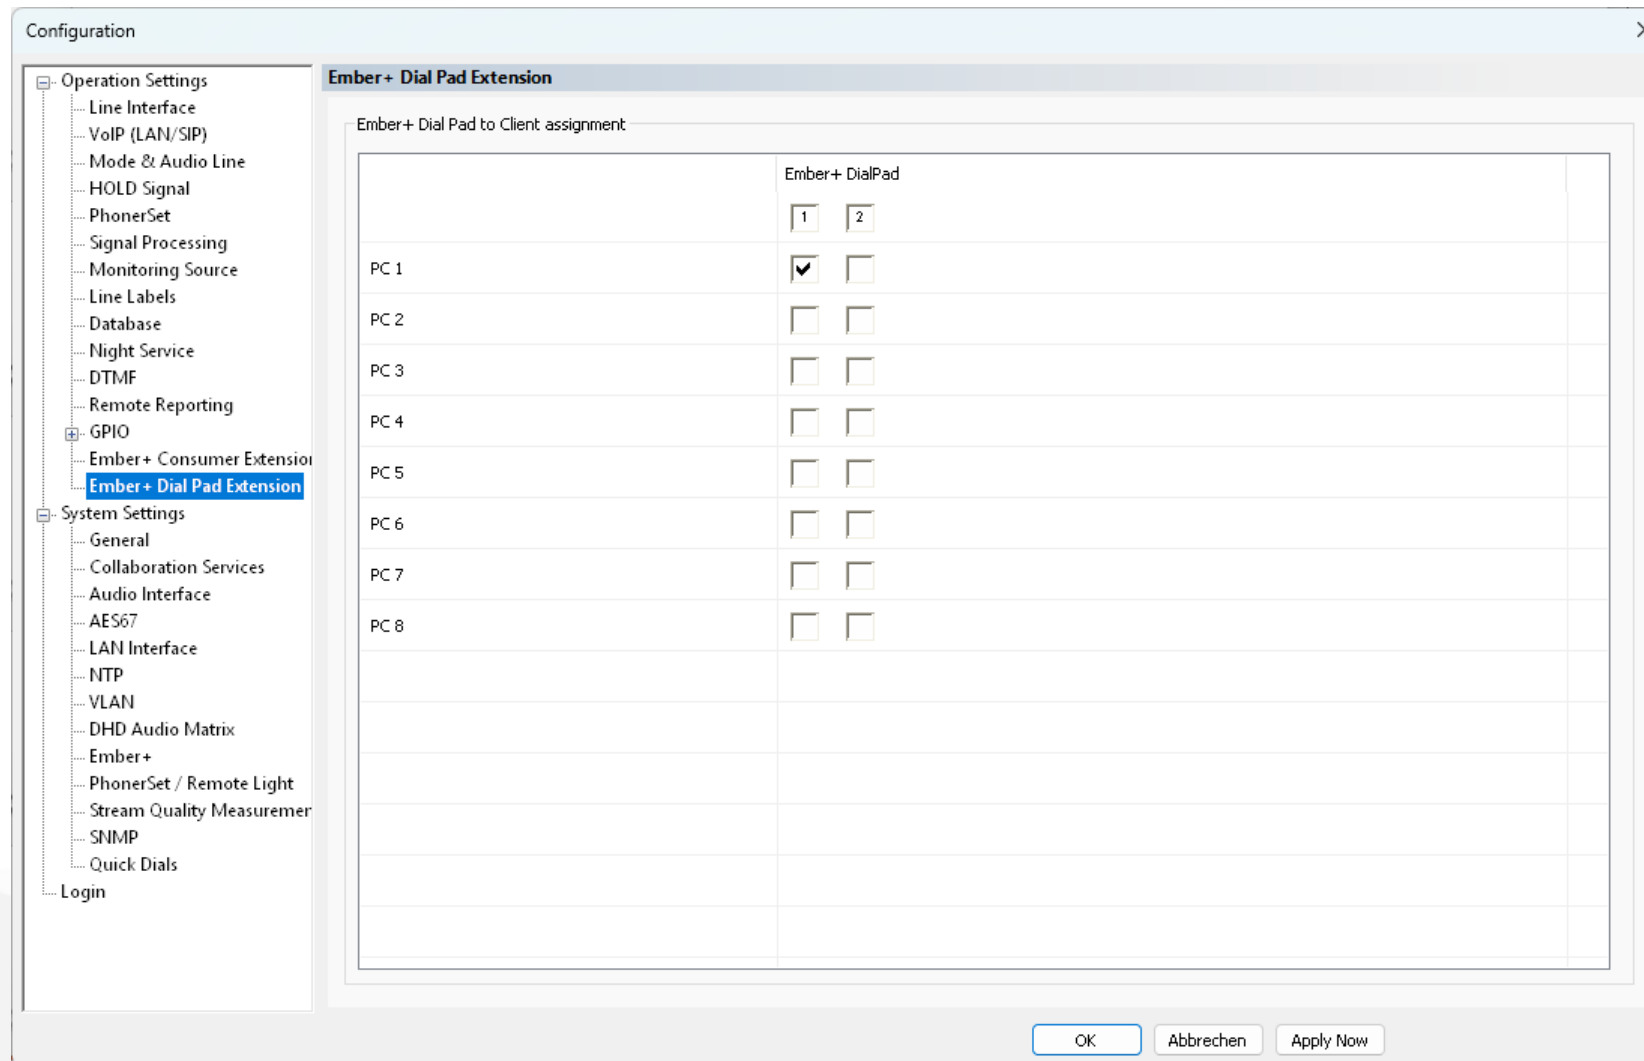 Configuration
Operation Settings
Line Interface
VoIP (LAN/SIP)
Mode & Audio Line
HOLD Signal
PhonerSet
Signal Processing
Monitoring Source
Line Labels
Database
Night Service
DTMF
Remote Reporting
GPIO
Ember+ Consumer Extension
Ember+ Dial Pad Extension
System Settings
General
Collaboration Services
Audio Interface
AES67
LAN Interface
NTP
VLAN
DHD Audio Matrix
Ember+
PhonerSet / Remote Light
Stream Quality Measuremen
SNMP
Quick Dials
Login
Ember+ Dial Pad Extension
Ember+ Dial Pad to Client assignment
Ember+ DialPad
1 2
PC 1
PC 2
PC 3
PC 4
PC 5
PC 6
PC 7
PC 8
OK Abbrechen Apply Now